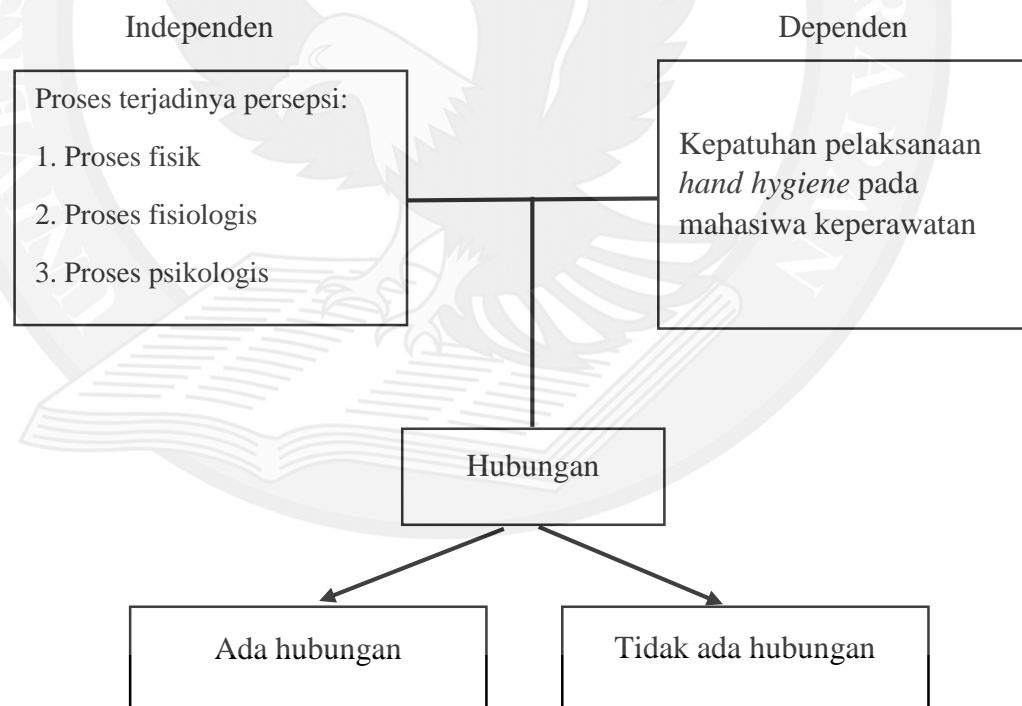 Independen
Dependen
Proses terjadinya persepsi:
1. Proses fisik
2. Proses fisiologis
3. Proses psikologis
Kepatuhan pelaksanaan
hand hygiene pada
mahasiwa keperawatan
Hubungan
Ada hubungan
Tidak ada hubungan